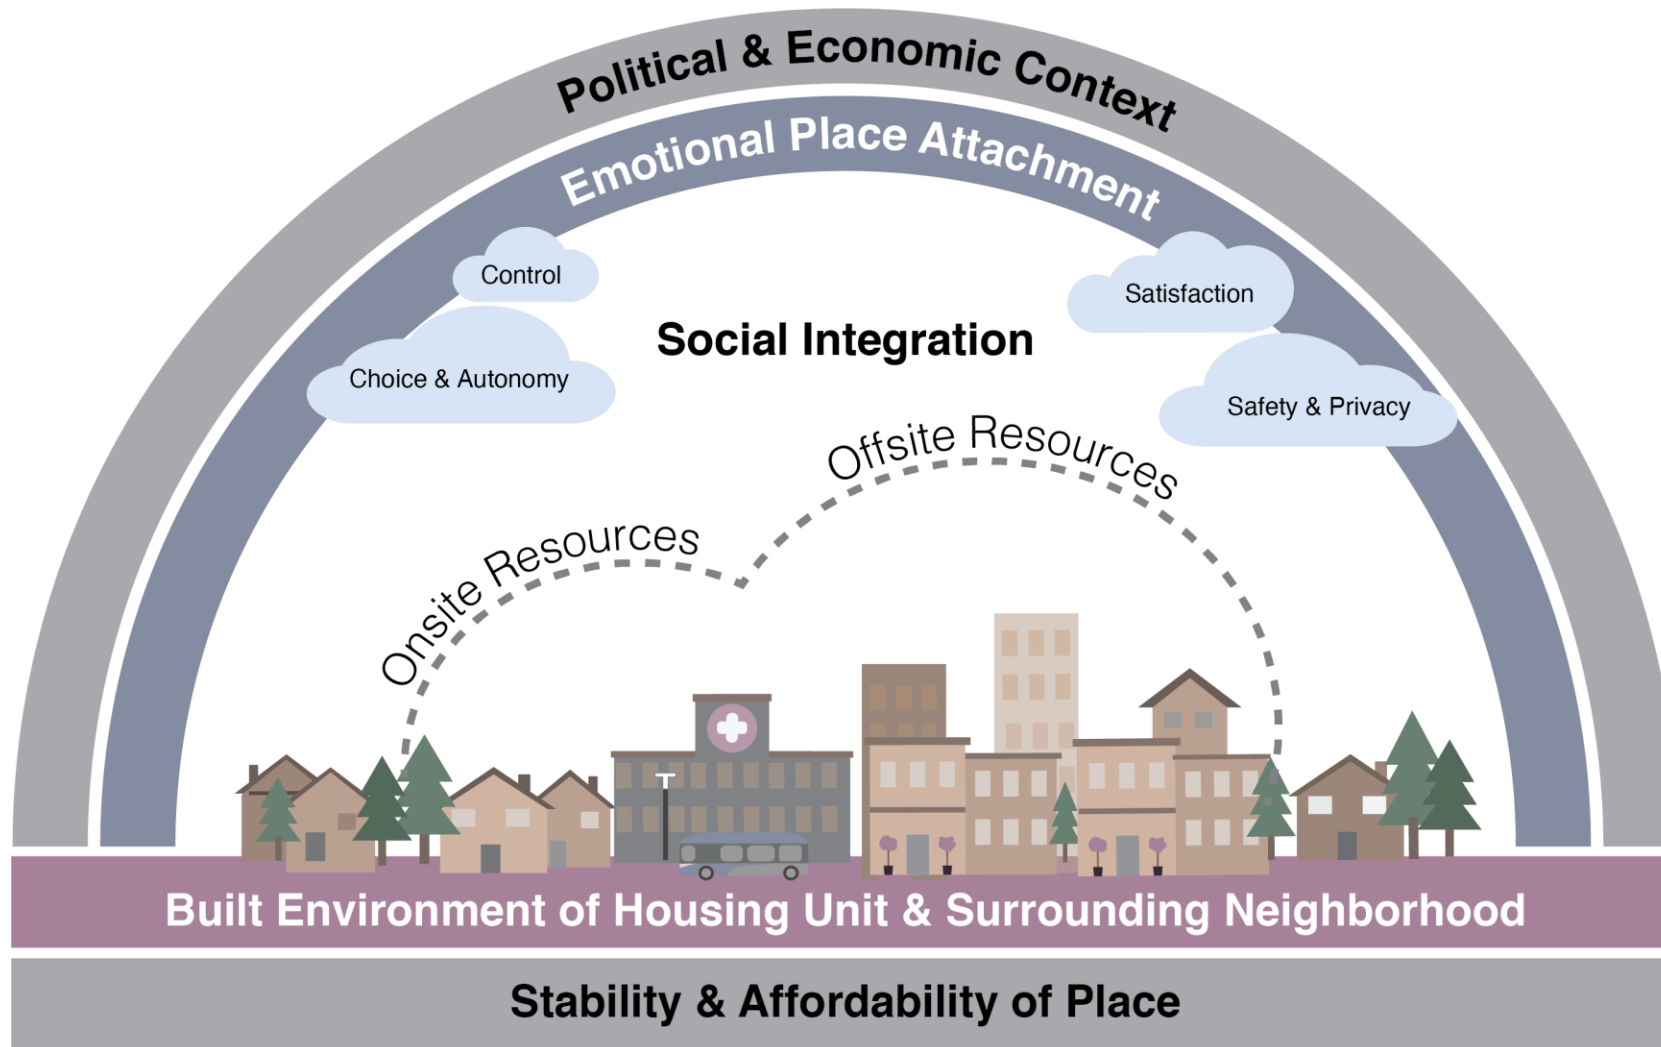 Political & Economic Context
Emotional Place Attachment
Control
Satisfaction
Social Integration
Choice & Autonomy
Safety & Privacy
Offsite Resources
Onsite Resources
Built Environment of Housing Unit & Surrounding Neighborhood
Stability & Affordability of Place